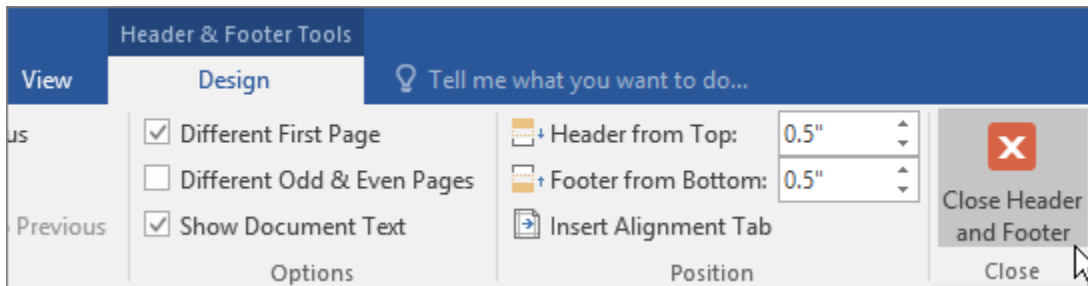 Header & Footer Tools
View Design Tell me what you want to do...
us Different First Page Header from Top: 0.5"
Different Odd & Even Pages Footer from Bottom: 0.5"
Close Header
Previous Show Document Text Insert Alignment Tab and Footer
Options Position Close